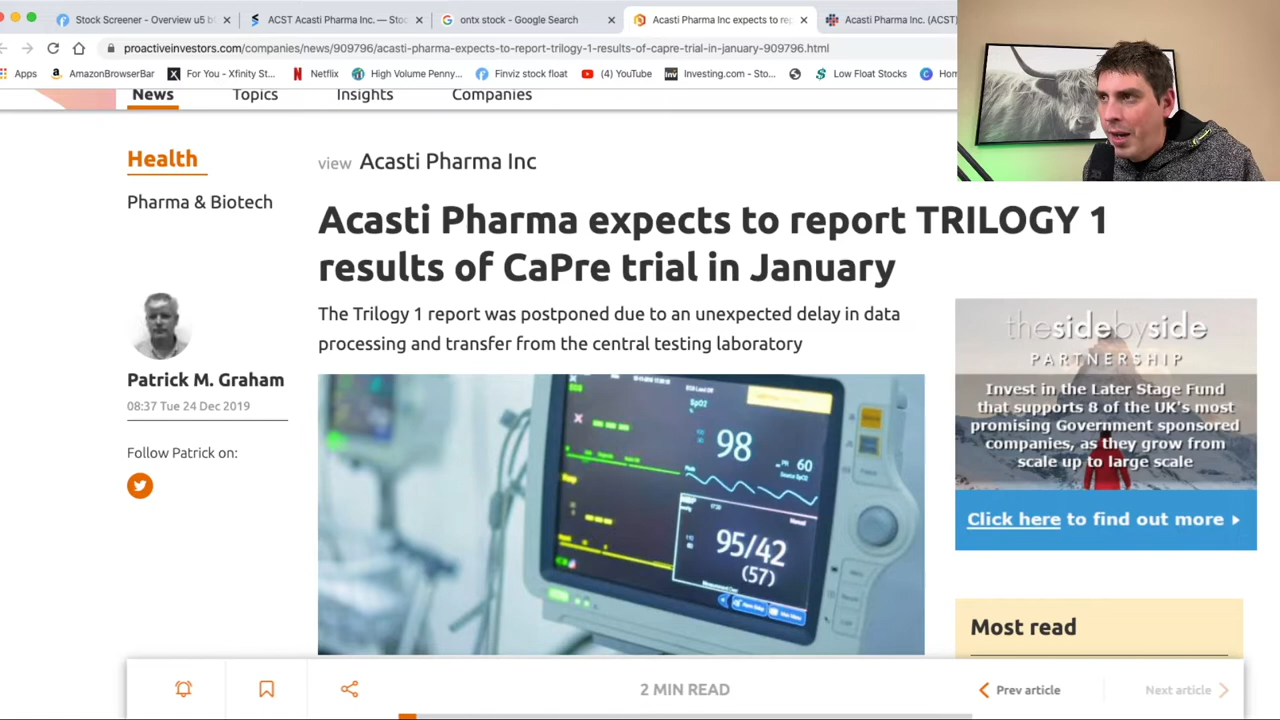 Stock Screener - Overview u5 b
ACST Acasti Pharma Inc. — Stoc
ontx stock - Google Search
Acasti Pharma Inc expects to rep
Acasti Pharma Inc. (ACST)
proactiveinvestors.com/companies/news/909796/acasti-pharma-expects-to-report-trilogy-1-results-of-capre-trial-in-january-909796.html
Apps
AmazonBrowserBar
For You - Xfinity St...
Netflix
High Volume Penny...
Finviz stock float
(4) YouTube
Investing.com - Sto...
Low Float Stocks
Hom
News
Topics
Insights
Companies
Health
Pharma & Biotech
view Acasti Pharma Inc
Acasti Pharma expects to report TRILOGY 1
results of CaPre trial in January
The Trilogy 1 report was postponed due to an unexpected delay in data
processing and transfer from the central testing laboratory
Patrick M. Graham
08:37 Tue 24 Dec 2019
Follow Patrick on:
SpO2
98
60
95/42
(57)
thesidebyside
PARTNERSHIP
Invest in the Later Stage Fund
that supports 8 of the UK's most
promising Government sponsored
companies, as they grow from
scale up to large scale
Click here to find out more
Most read
2 MIN READ
Prev article
Next article